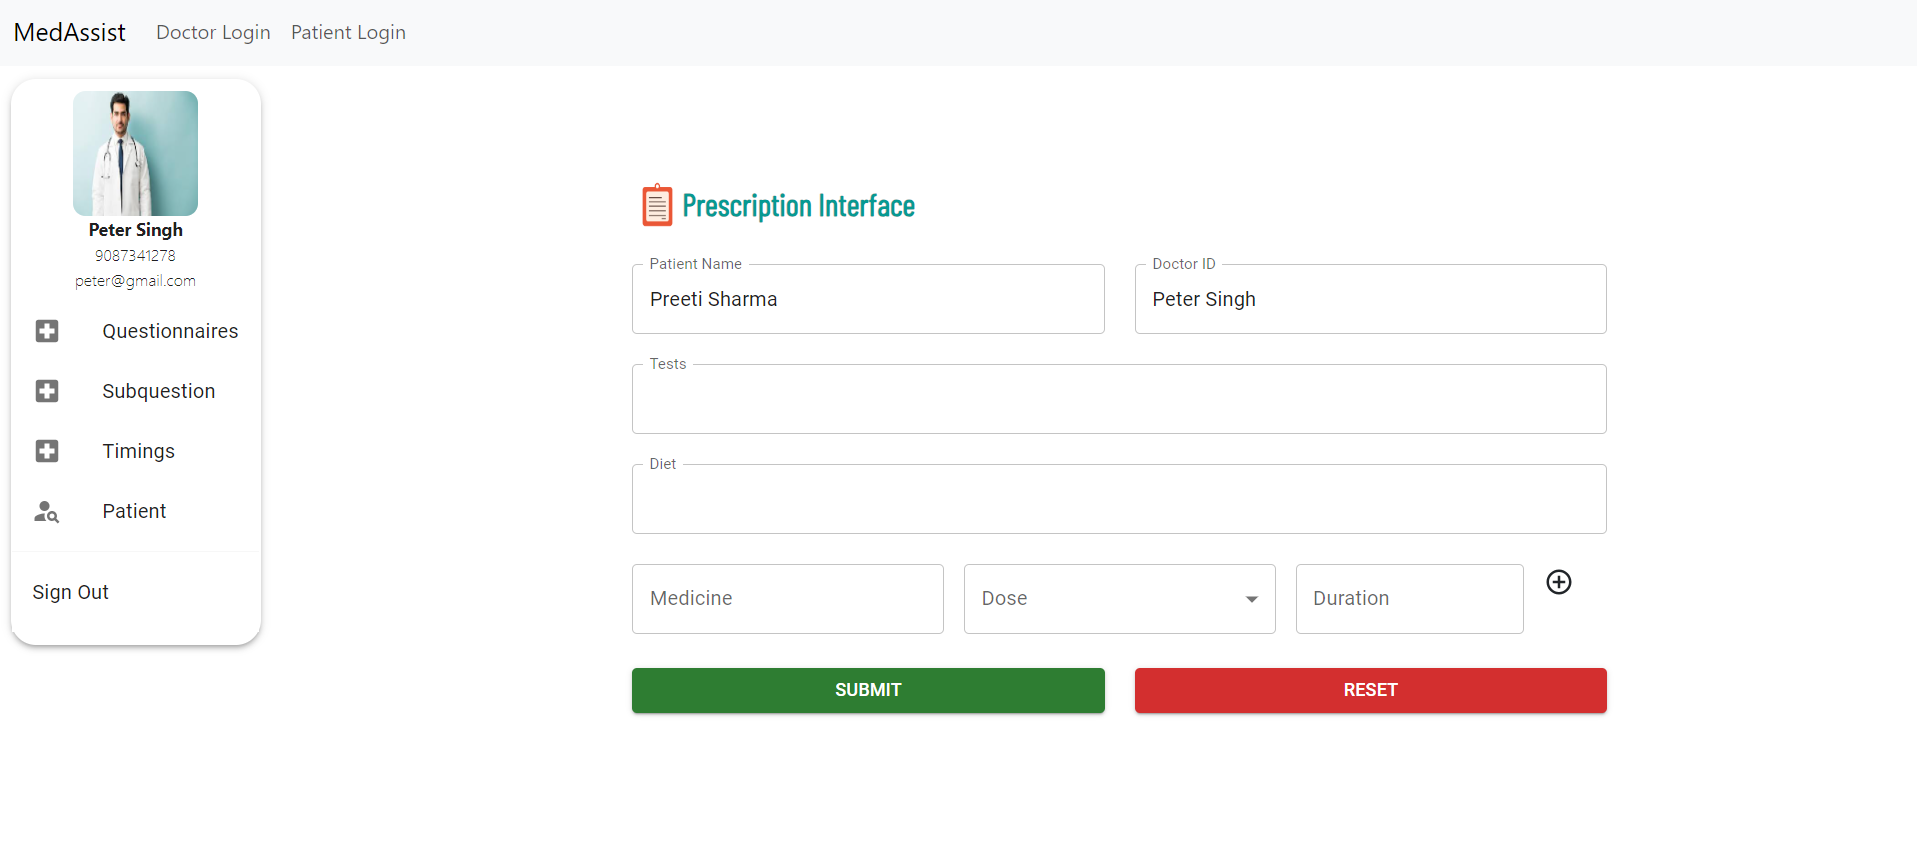 MedAssist Doctor Login Patient Login
Peter Singh
9087341278
peter@gmail.com
Questionnaires
Subquestion
Timings
Patient
Sign Out
Prescription Interface
Patient Name Doctor ID
Preeti Sharma Peter Singh
Tests
Diet
Medicine Dose Duration
SUBMIT RESET